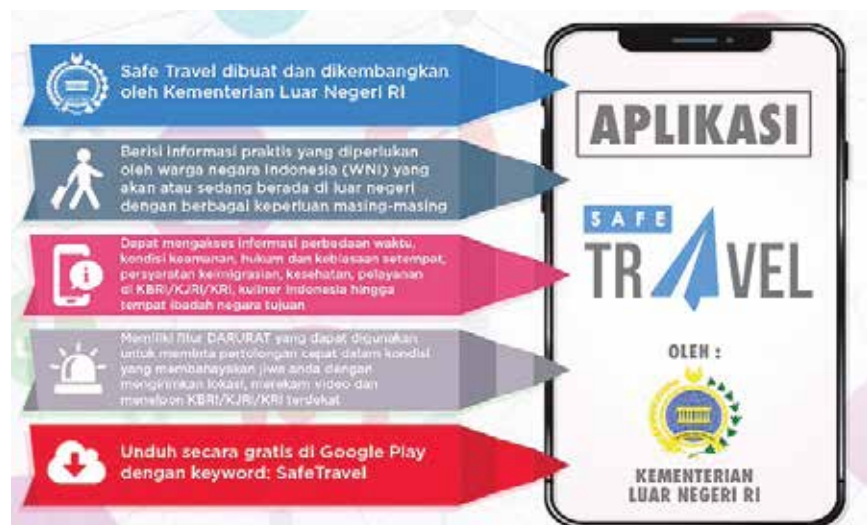 Safe Travel dibuat dan dikembangkan
oleh Kementerian Luar Negeri RI
Berisi informasi praktis yang diperlukan
oleh warga negara Indonesia (WNI) yang
akan atau sedang berada di luar negeri
dengan berbagai keperluan masing-masing
Dapat mengakses informasi perbedaan waktu,
kondisi keamanan, hukum dan kebiasaan setempat,
persyaratan keimigrasian, kesehatan, pelayanan
di KBRI/KJRI/KRI, kuliner Indonesia hingga
tempat ibadah negara tujuan
Memiliki fitur DARURAT yang dapat digunakan
untuk meminta pertolongan cepat dalam kondisi
yang membahayakan jiwa anda dengan
mengirimkan lokasi, merekam video dan
menelpon KBRI/KJRI/KRI terdekat
Unduh secara gratis di Google Play
dengan keyword: SafeTravel
APLIKASI
SAFE
TRAVEL
OLEH :
KEMENTERIAN
LUAR NEGERI RI